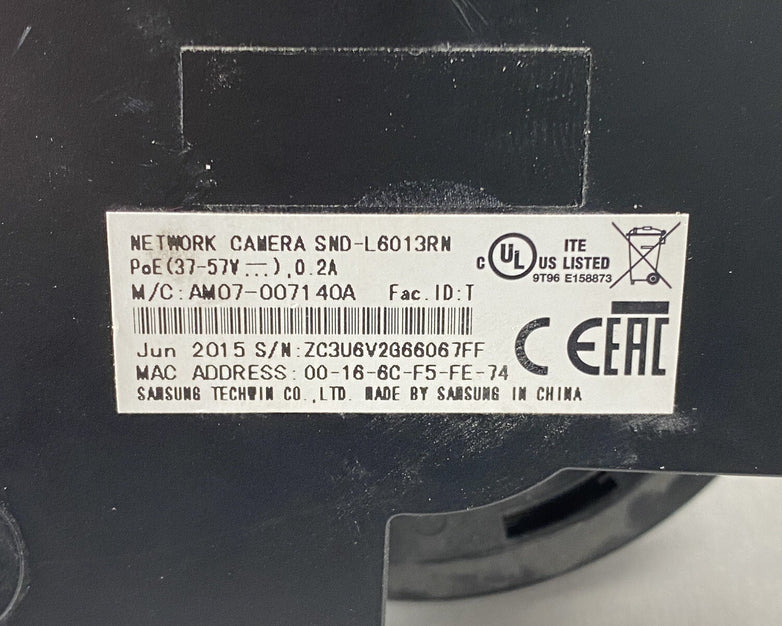 NETWORK CAMERA SND-L6013RN
PoE(37-57V ⎓),0.2A
M/C:AM07-007140A Fac.ID:T
C UL US ITE LISTED
9T96 E158873
Jun 2015 S/N:ZC3U6V2G66067FF
MAC ADDRESS:00-16-6C-F5-FE-74
SAMSUNG TECHWIN CO.,LTD. MADE BY SAMSUNG IN CHINA
CE EAC